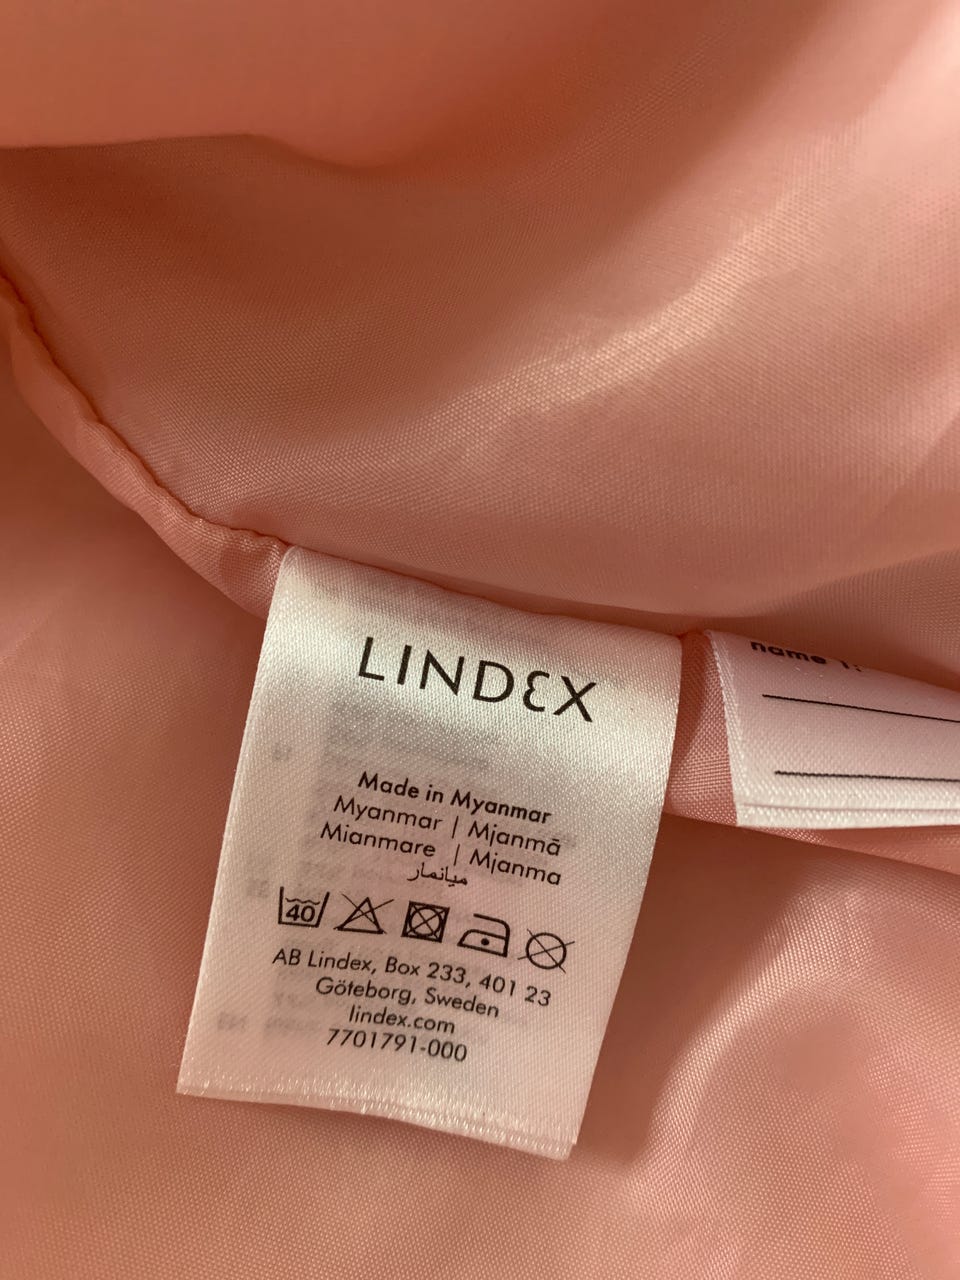 LINDEX
Made in Myanmar
Myanmar | Mjanmā
Mianmare | Mjanma
ميانمار
40
AB Lindex, Box 233, 401 23
Göteborg, Sweden
lindex.com
7701791-000
name 1: